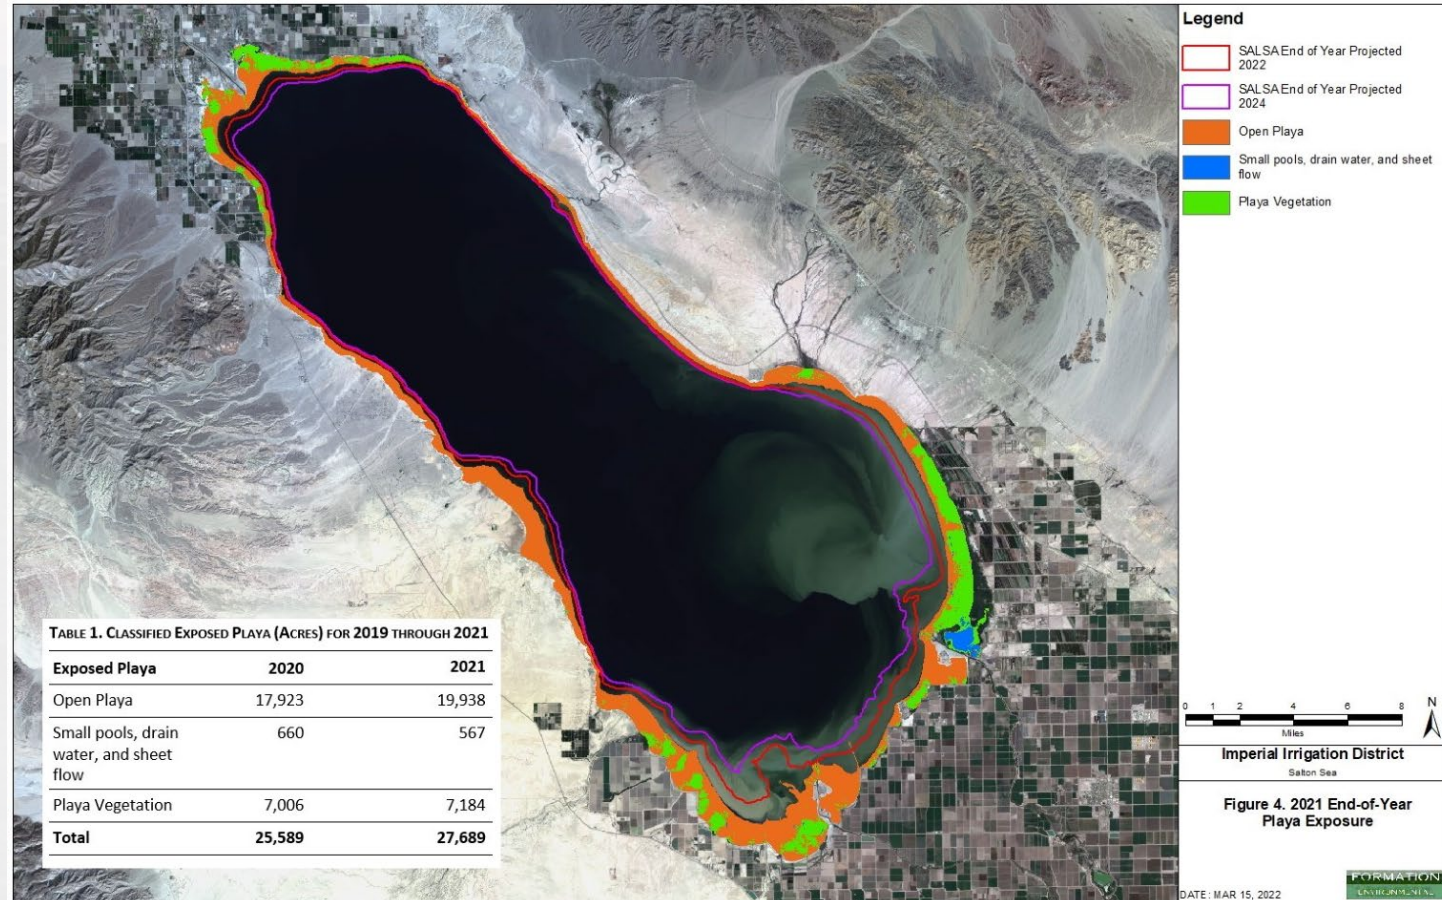 Legend
SALSA End of Year Projected
2022
SALSA End of Year Projected
2024
Open Playa
Small pools, drain water, and sheet
flow
Playa Vegetation
TABLE 1. CLASSIFIED EXPOSED PLAYA (ACRES) FOR 2019 THROUGH 2021
Exposed Playa 2020 2021
Open Playa 17,923 19,938
Small pools, drain 660 567
water, and sheet
flow
Playa Vegetation 7,006 7,184
Total 25,589 27,689
0 1 2 4 6 8
Miles
N
Imperial Irrigation District
Salton Sea
Figure 4. 2021 End-of-Year
Playa Exposure
DATE: MAR 15, 2022
FORMATION
ENVIRONMENTAL